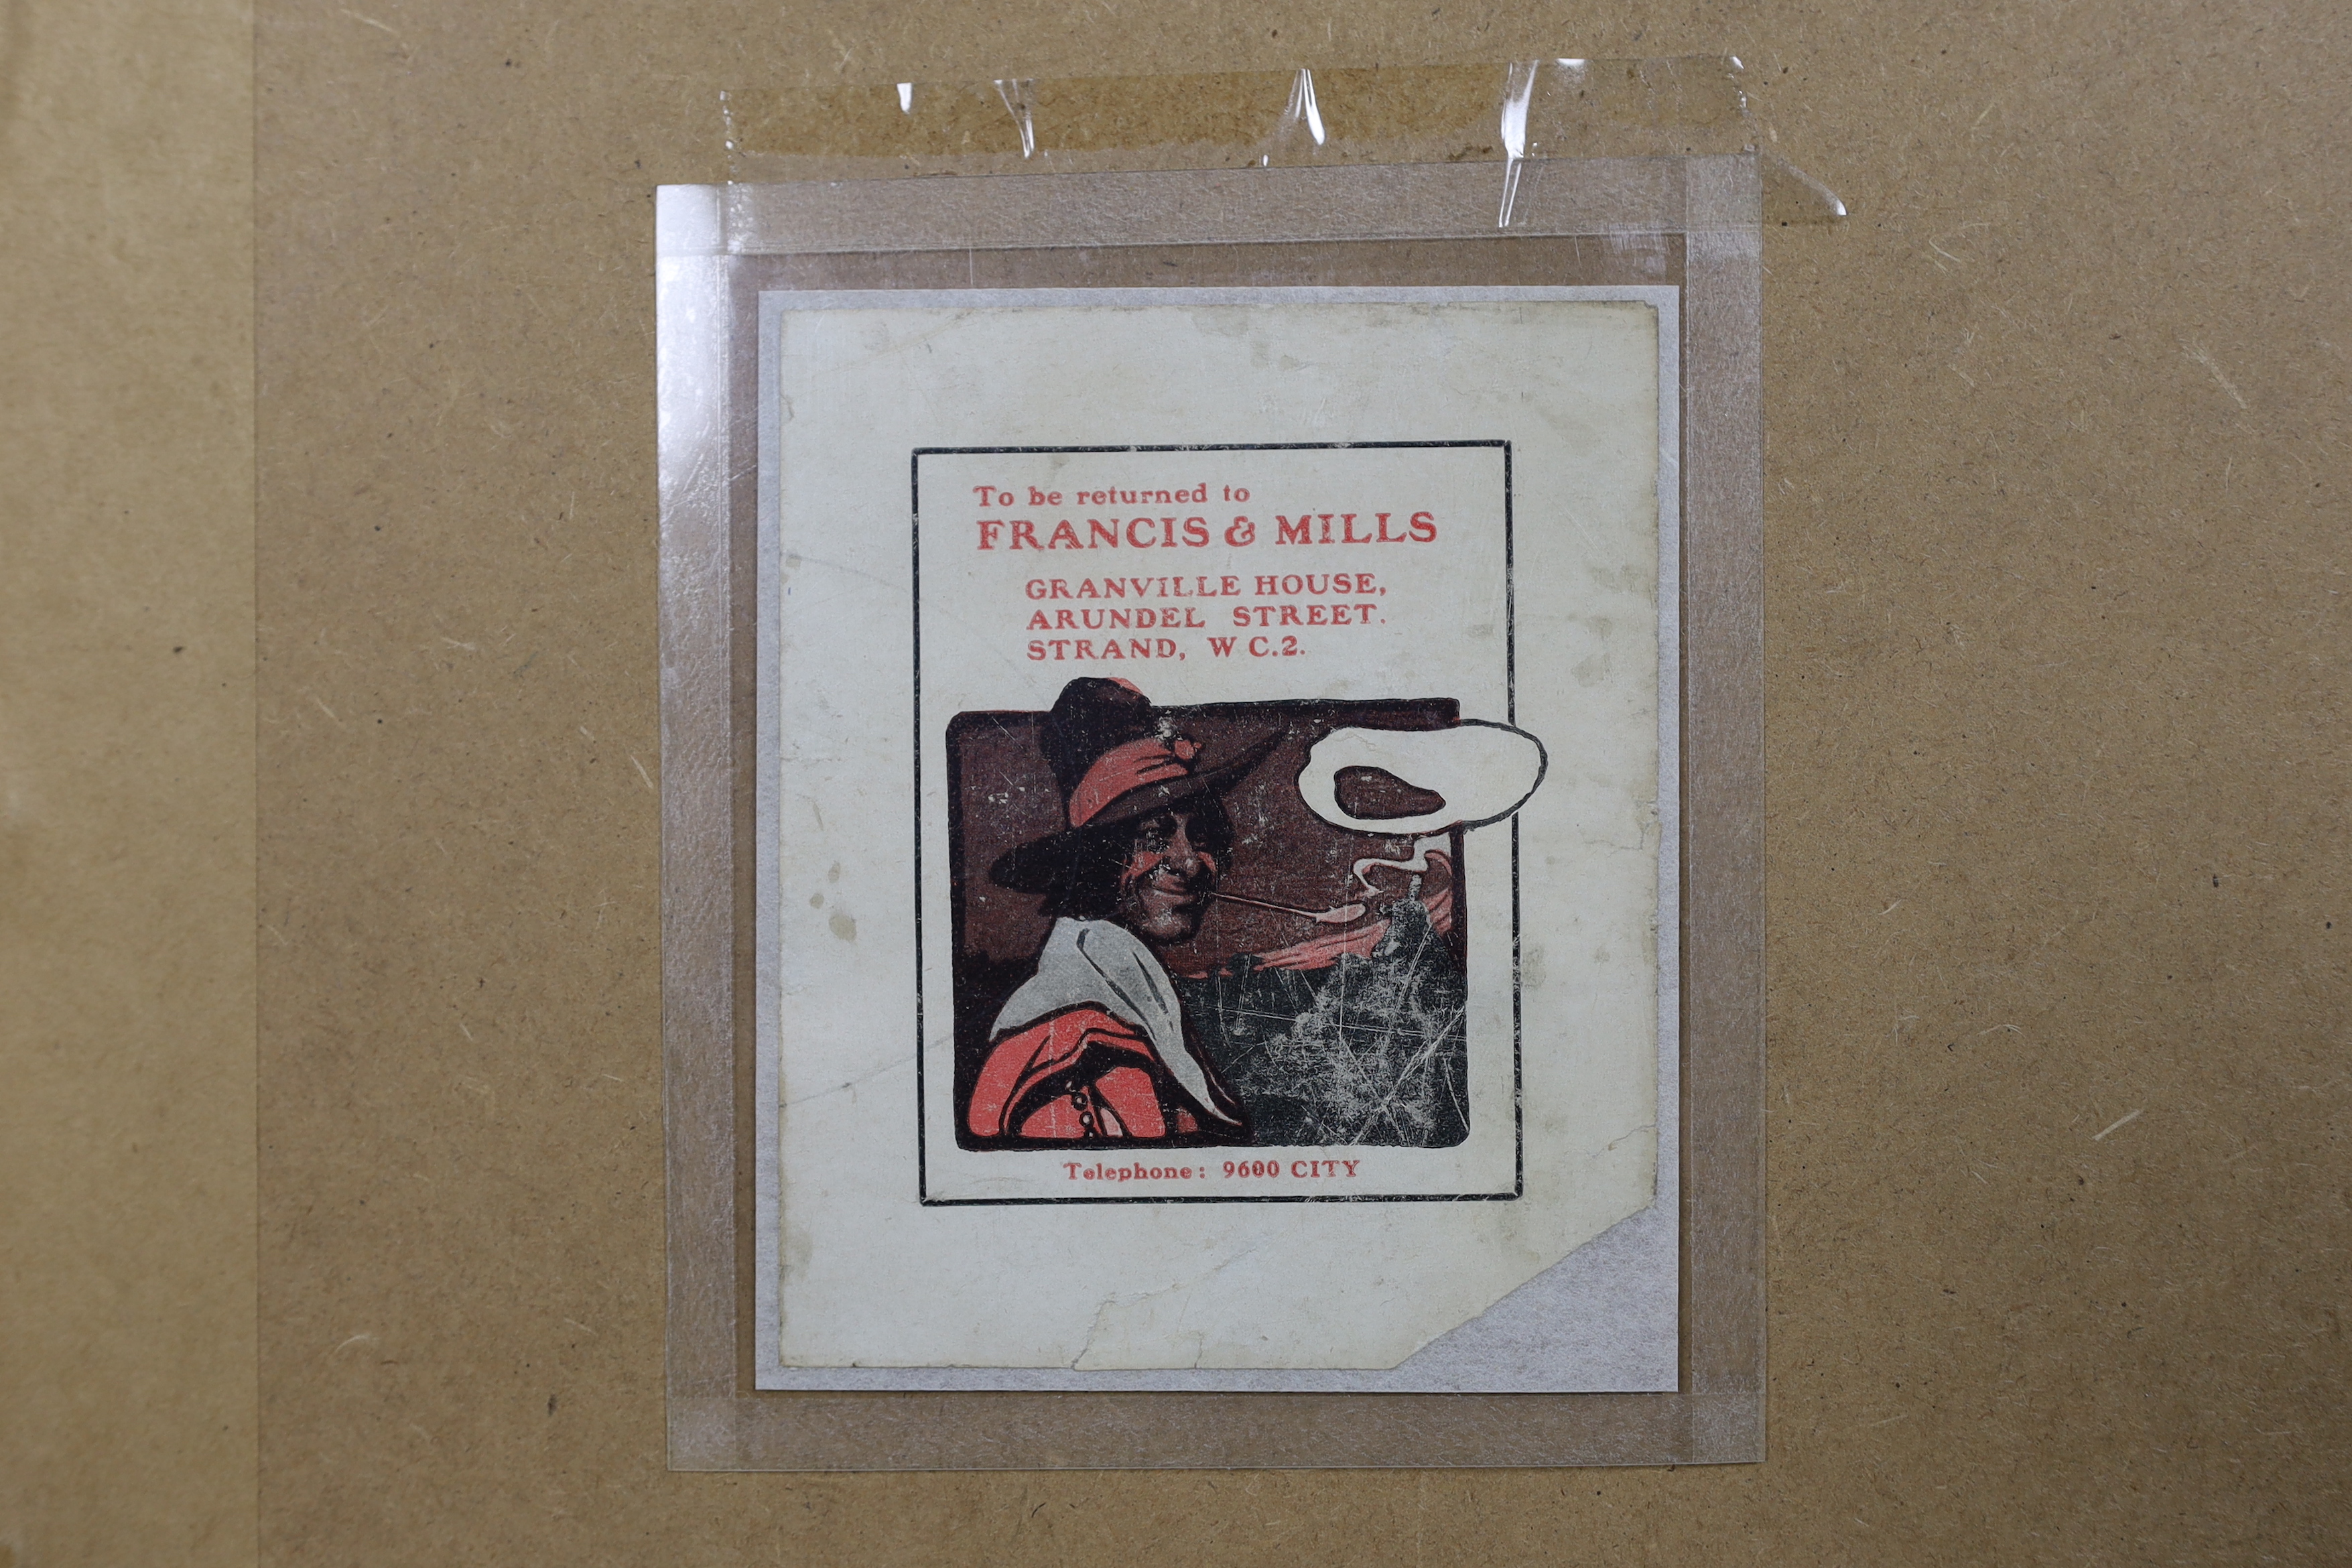 To be returned to
FRANCIS & MILLS
GRANVILLE HOUSE,
ARUNDEL STREET.
STRAND, W C.2.
Telephone: 9600 CITY